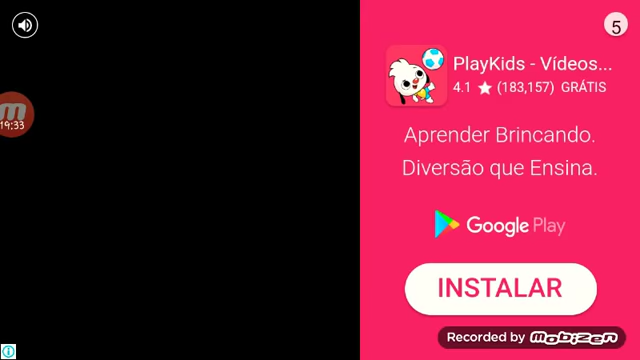 5
PlayKids - Vídeos...
4.1 ★ (183,157) GRÁTIS
19:33
Aprender Brincando.
Diversão que Ensina.
Google Play
INSTALAR
Recorded by mobizen